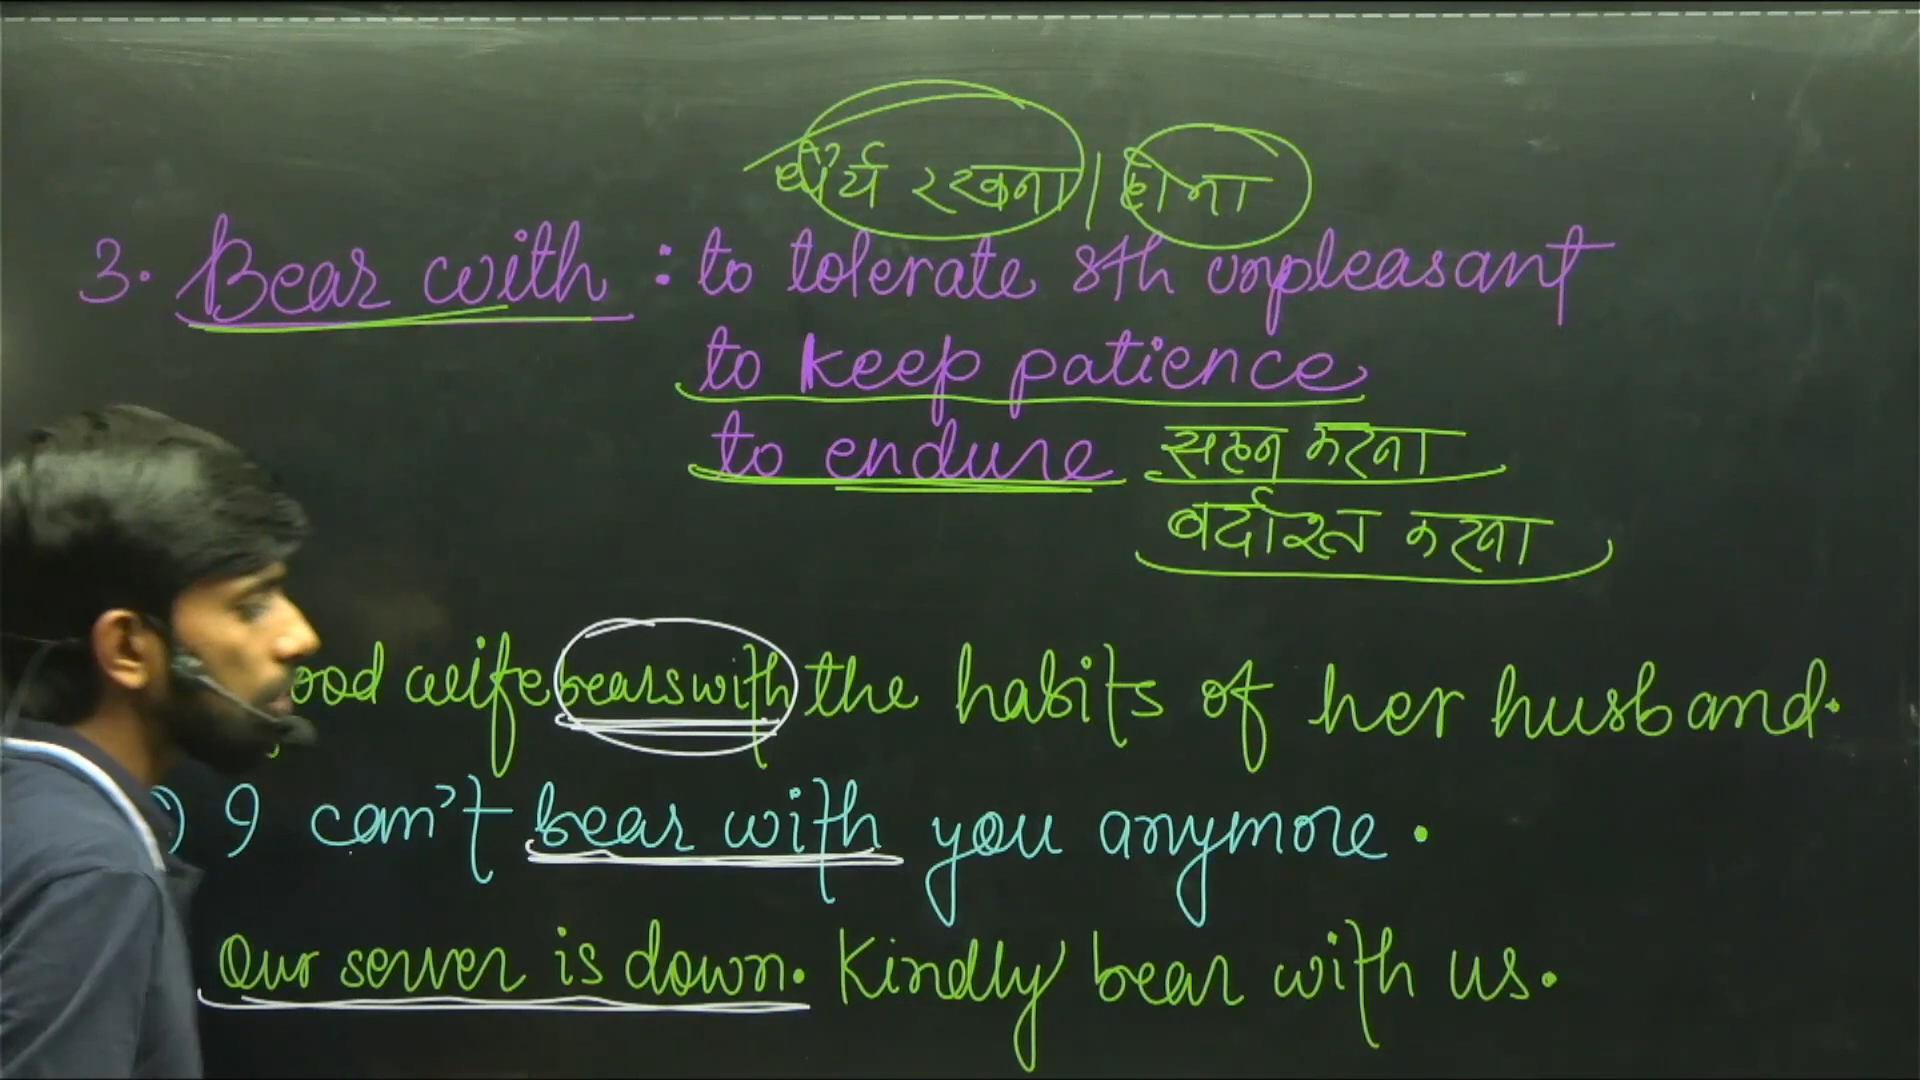 धैर्य रखना / होना
3. Bear with : to tolerate sth unpleasant
to keep patience
to endure सहन करना
बर्दास्त करना
good wife bears with the habits of her husband.
) I can't bear with you anymore.
Our server is down. Kindly bear with us.